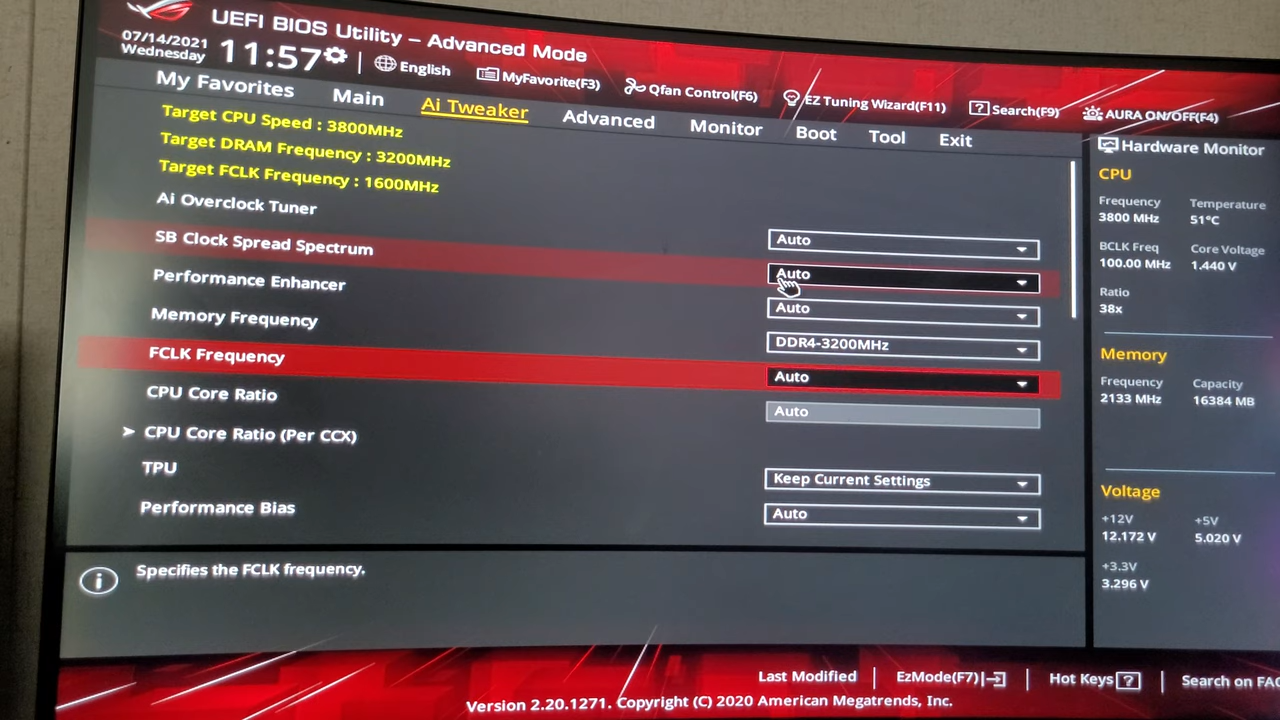 UEFI BIOS Utility – Advanced Mode
07/14/2021
Wednesday
11:57
English
MyFavorite(F3)
Qfan Control(F6)
EZ Tuning Wizard(F11)
Search(F9)
AURA ON/OFF(F4)
My Favorites
Main
Ai Tweaker
Advanced
Monitor
Boot
Tool
Exit
Target CPU Speed : 3800MHz
Target DRAM Frequency : 3200MHz
Target FCLK Frequency : 1600MHz
Ai Overclock Tuner
Auto
SB Clock Spread Spectrum
Auto
Performance Enhancer
Auto
Memory Frequency
DDR4-3200MHz
FCLK Frequency
Auto
CPU Core Ratio
Auto
> CPU Core Ratio (Per CCX)
TPU
Keep Current Settings
Performance Bias
Auto
Specifies the FCLK frequency.
Hardware Monitor
CPU
Frequency Temperature
3800 MHz 51°C
BCLK Freq Core Voltage
100.00 MHz 1.440 V
Ratio
38x
Memory
Frequency Capacity
2133 MHz 16384 MB
Voltage
+12V +5V
12.172 V 5.020 V
+3.3V
3.296 V
Last Modified
EzMode(F7)
Hot Keys ?
Search on FAQ
Version 2.20.1271. Copyright (C) 2020 American Megatrends, Inc.